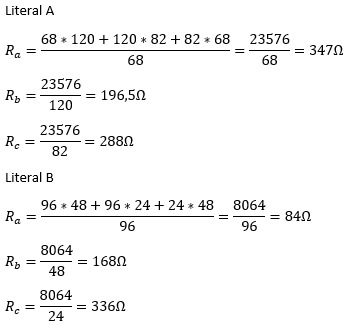 Literal A
R_a = (68 ∗ 120 + 120 ∗ 82 + 82 ∗ 68)/68 = 23576/68 = 347Ω
R_b = 23576/120 = 196,5Ω
R_c = 23576/82 = 288Ω
Literal B
R_a = (96 ∗ 48 + 96 ∗ 24 + 24 ∗ 48)/96 = 8064/96 = 84Ω
R_b = 8064/48 = 168Ω
R_c = 8064/24 = 336Ω